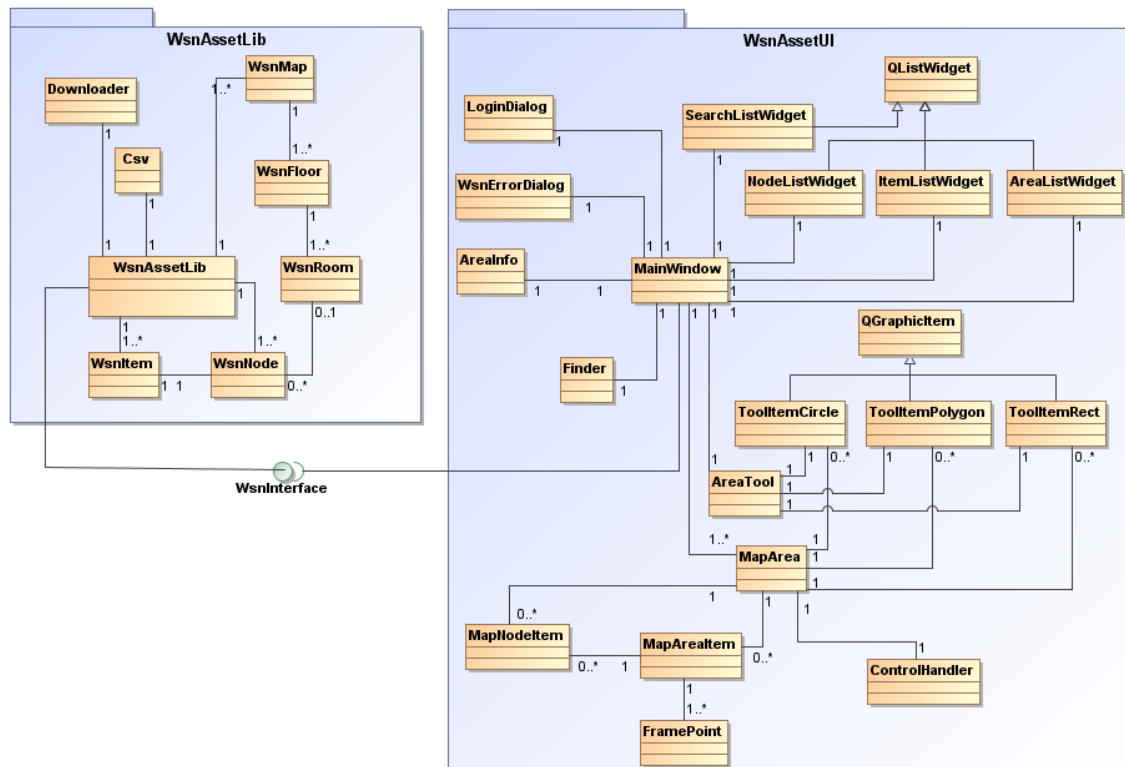 WsnAssetLib
WsnMap
Downloader
1..*
1
1
Csv
1..*
WsnFloor
1
1
1..*
1
1
1
WsnAssetLib
WsnRoom
1
1
0..1
1..*
1..*
WsnItem
WsnNode
1
1
0..*
WsnInterface
WsnAssetUI
QListWidget
LoginDialog
SearchListWidget
1
1
WsnErrorDialog
NodeListWidget
ItemListWidget
AreaListWidget
1
1
1
1
1
1
1
AreaInfo
MainWindow
1
1
1
1
1
1
1
1
1
1
QGraphicItem
Finder
1
ToolItemCircle
ToolItemPolygon
ToolItemRect
1
0..*
1
0..*
1
0..*
1
AreaTool
1
1
1
1..*
MapArea
1
1
1
1
1
1
0..*
MapNodeItem
MapAreaItem
0..*
1
0..*
1
ControlHandler
1
1..*
FramePoint